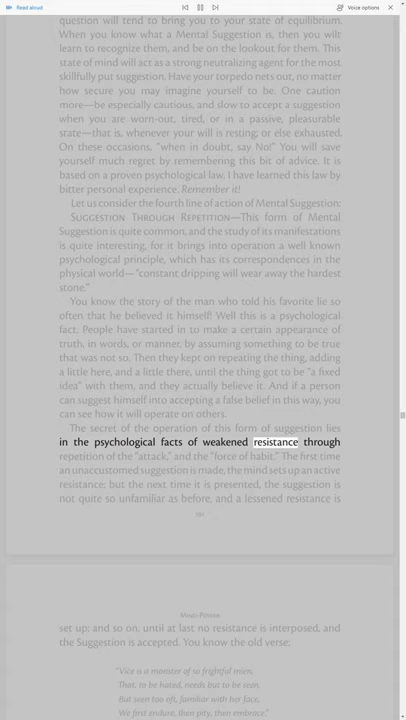 Read aloud
Voice options
question will tend to bring you to your state of equilibrium.
When you know what a Mental Suggestion is, then you will
learn to recognize them, and be on the lookout for them. This
state of mind will act as a strong neutralizing agent for the most
skillfully put suggestion. Have your torpedo nets out, no matter
how secure you may imagine yourself to be. One caution
more—be especially cautious, and slow to accept a suggestion
when you are worn-out, tired, or in a passive, pleasurable
state—that is, whenever your will is resting; or else exhausted.
On these occasions, "when in doubt, say No!" You will save
yourself much regret by remembering this bit of advice. It is
based on a proven psychological law. I have learned this law by
bitter personal experience. Remember it!
Let us consider the fourth line of action of Mental Suggestion:
Suggestion Through Repetition—This form of Mental
Suggestion is quite common, and the study of its manifestations
is quite interesting, for it brings into operation a well known
psychological principle, which has its correspondences in the
physical world—"constant dripping will wear away the hardest
stone."
You know the story of the man who told his favorite lie so
often that he believed it himself! Well this is a psychological
fact. People have started in to make a certain appearance of
truth, in words, or manner, by assuming something to be true
that was not so. Then they kept on repeating the thing, adding
a little here, and a little there, until the thing got to be "a fixed
idea" with them, and they actually believe it. And if a person
can suggest himself into accepting a false belief in this way, you
can see how it will operate on others.
The secret of the operation of this form of suggestion lies
in the psychological facts of weakened resistance through
repetition of the "attack," and the "force of habit." The first time
an unaccustomed suggestion is made, the mind sets up an active
resistance; but the next time it is presented, the suggestion is
not quite so unfamiliar as before, and a lessened resistance is
191
Mind-Power
set up; and so on, until at last no resistance is interposed, and
the Suggestion is accepted. You know the old verse:
"Vice is a monster of so frightful mien,
That, to be hated, needs but to be seen.
But seen too oft, familiar with her face,
We first endure, then pity, then embrace."